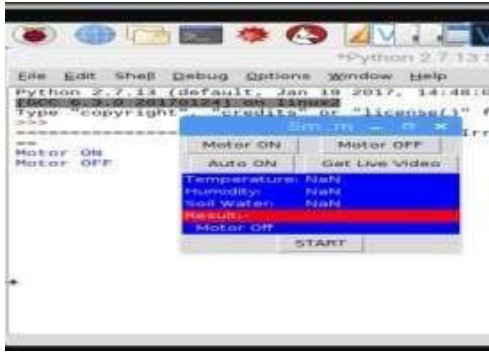 *Python 2.7.13 S
File Edit Shell Debug Options Window Help
Python 2.7.13 (default, Jan 19 2017, 14:48:0
[GCC 6.3.0 20170124] on linux2
Type "copyright", "credits" or "license()" f
>>>
Sm...m
Irr
==
Motor ON
Motor OFF
Motor ON Motor OFF
Auto ON Get Live Video
Temperature: NaN
Humidity: NaN
Soil Water: NaN
Result:-
Motor Off
START